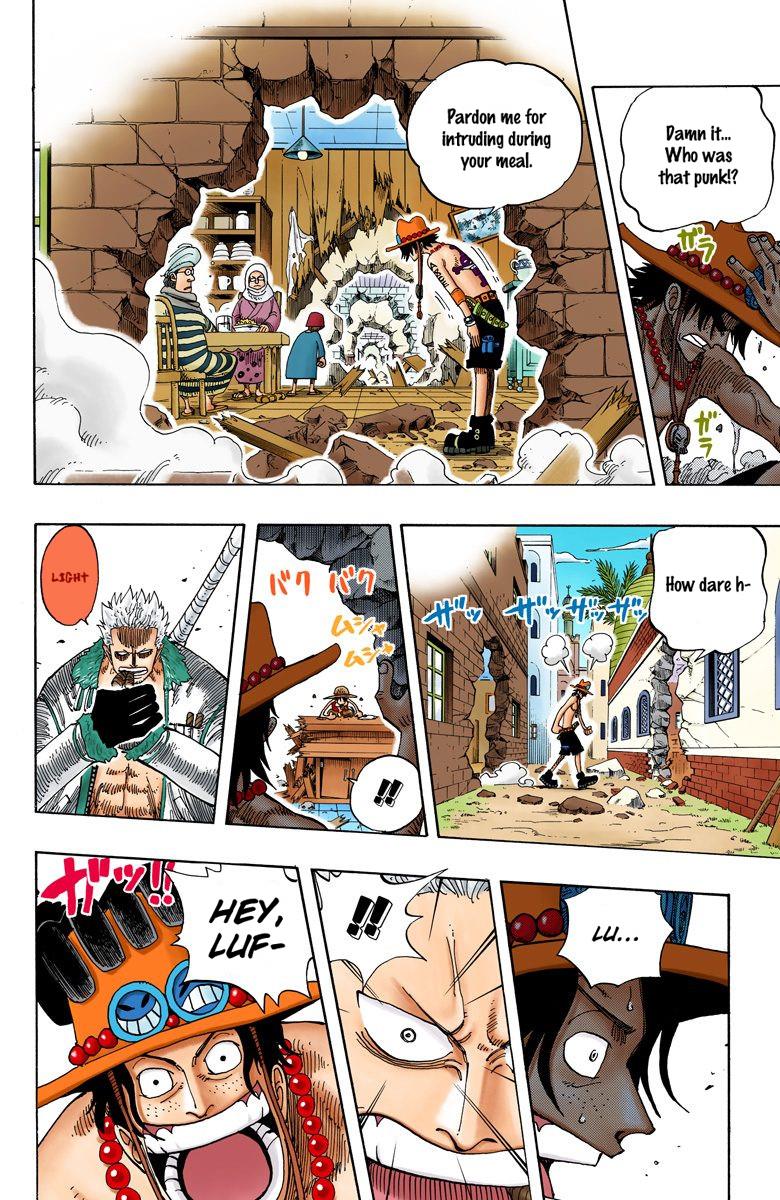 Damn it...
Who was
that punk!?
ガラ
ガラ
Pardon me for
intruding during
your meal.
How dare h-
ザッ ザッザッザッ
バク バク
ムシャ
ムシャ
!!
LIGHT
LU...
!!
HEY,
LUF-
ガッ!!